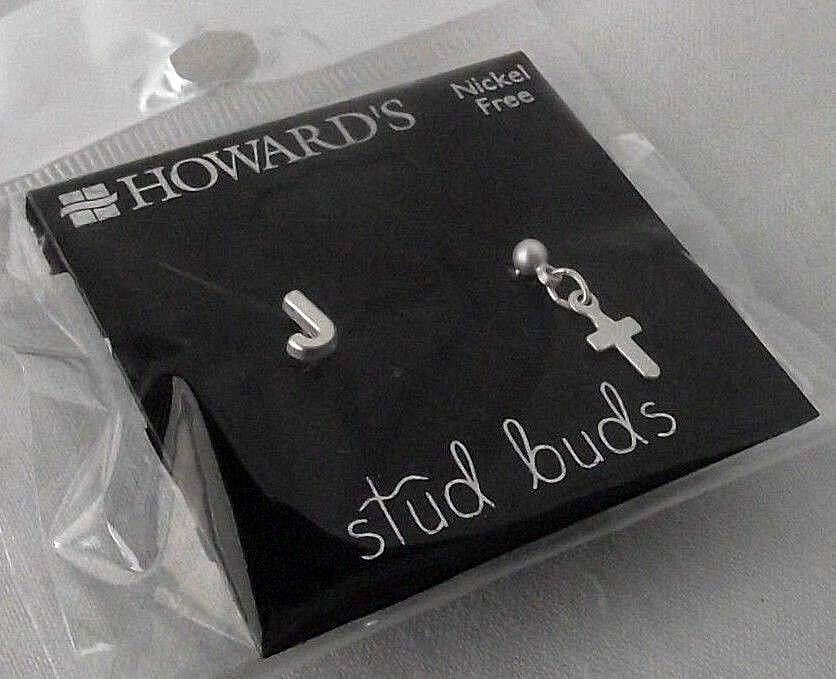 HOWARD'S
Nickel
Free
J
stud buds